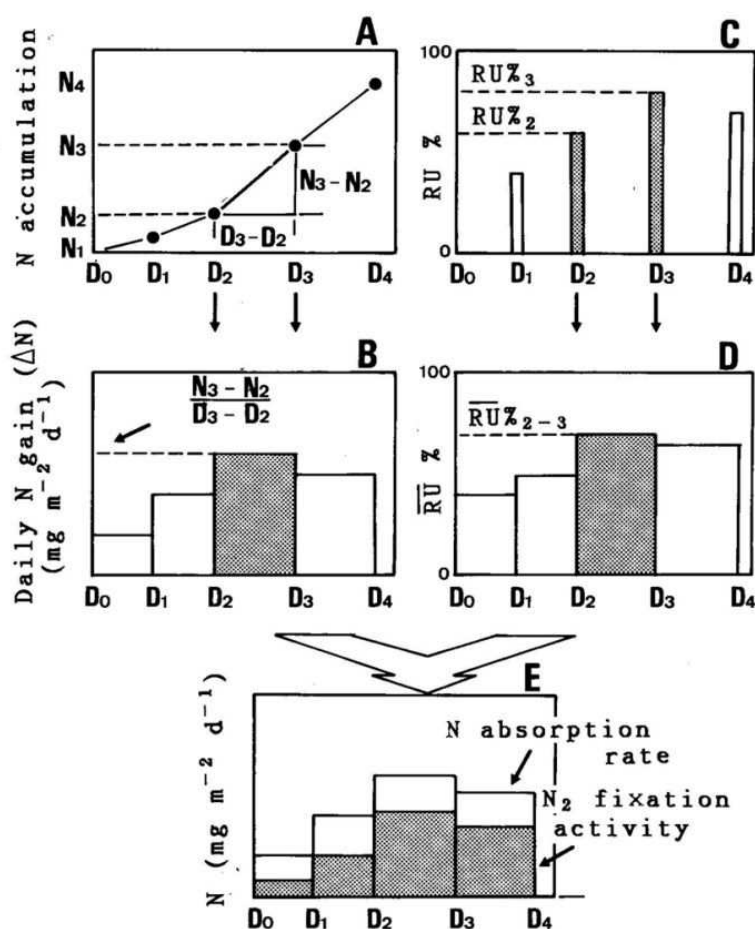 A
N accumulation
N₄
N₃
N₂
N₁
N₃-N₂
D₃-D₂
D₀ D₁ D₂ D₃ D₄
C
100
RU%₃
RU%₂
RU %
0
D₀ D₁ D₂ D₃ D₄
B
Daily N gain (ΔN)
(mg m⁻² d⁻¹)
N₃-N₂
D₃-D₂
D₀ D₁ D₂ D₃ D₄
D
100
R̅U̅%₂₋₃
R̅U̅ %
0
D₀ D₁ D₂ D₃ D₄
E
N (mg m⁻² d⁻¹)
N absorption
rate
N₂ fixation
activity
D₀ D₁ D₂ D₃ D₄